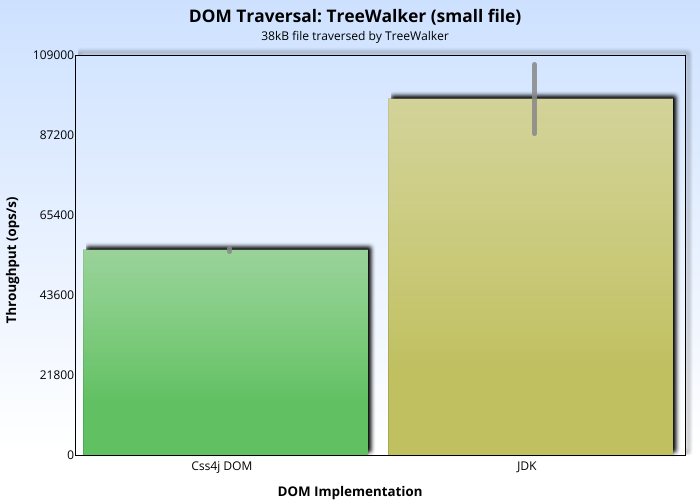 DOM Traversal: TreeWalker (small file)
38kB file traversed by TreeWalker
109000
87200
65400
43600
21800
0
Throughput (ops/s)
Css4j DOM
JDK
DOM Implementation